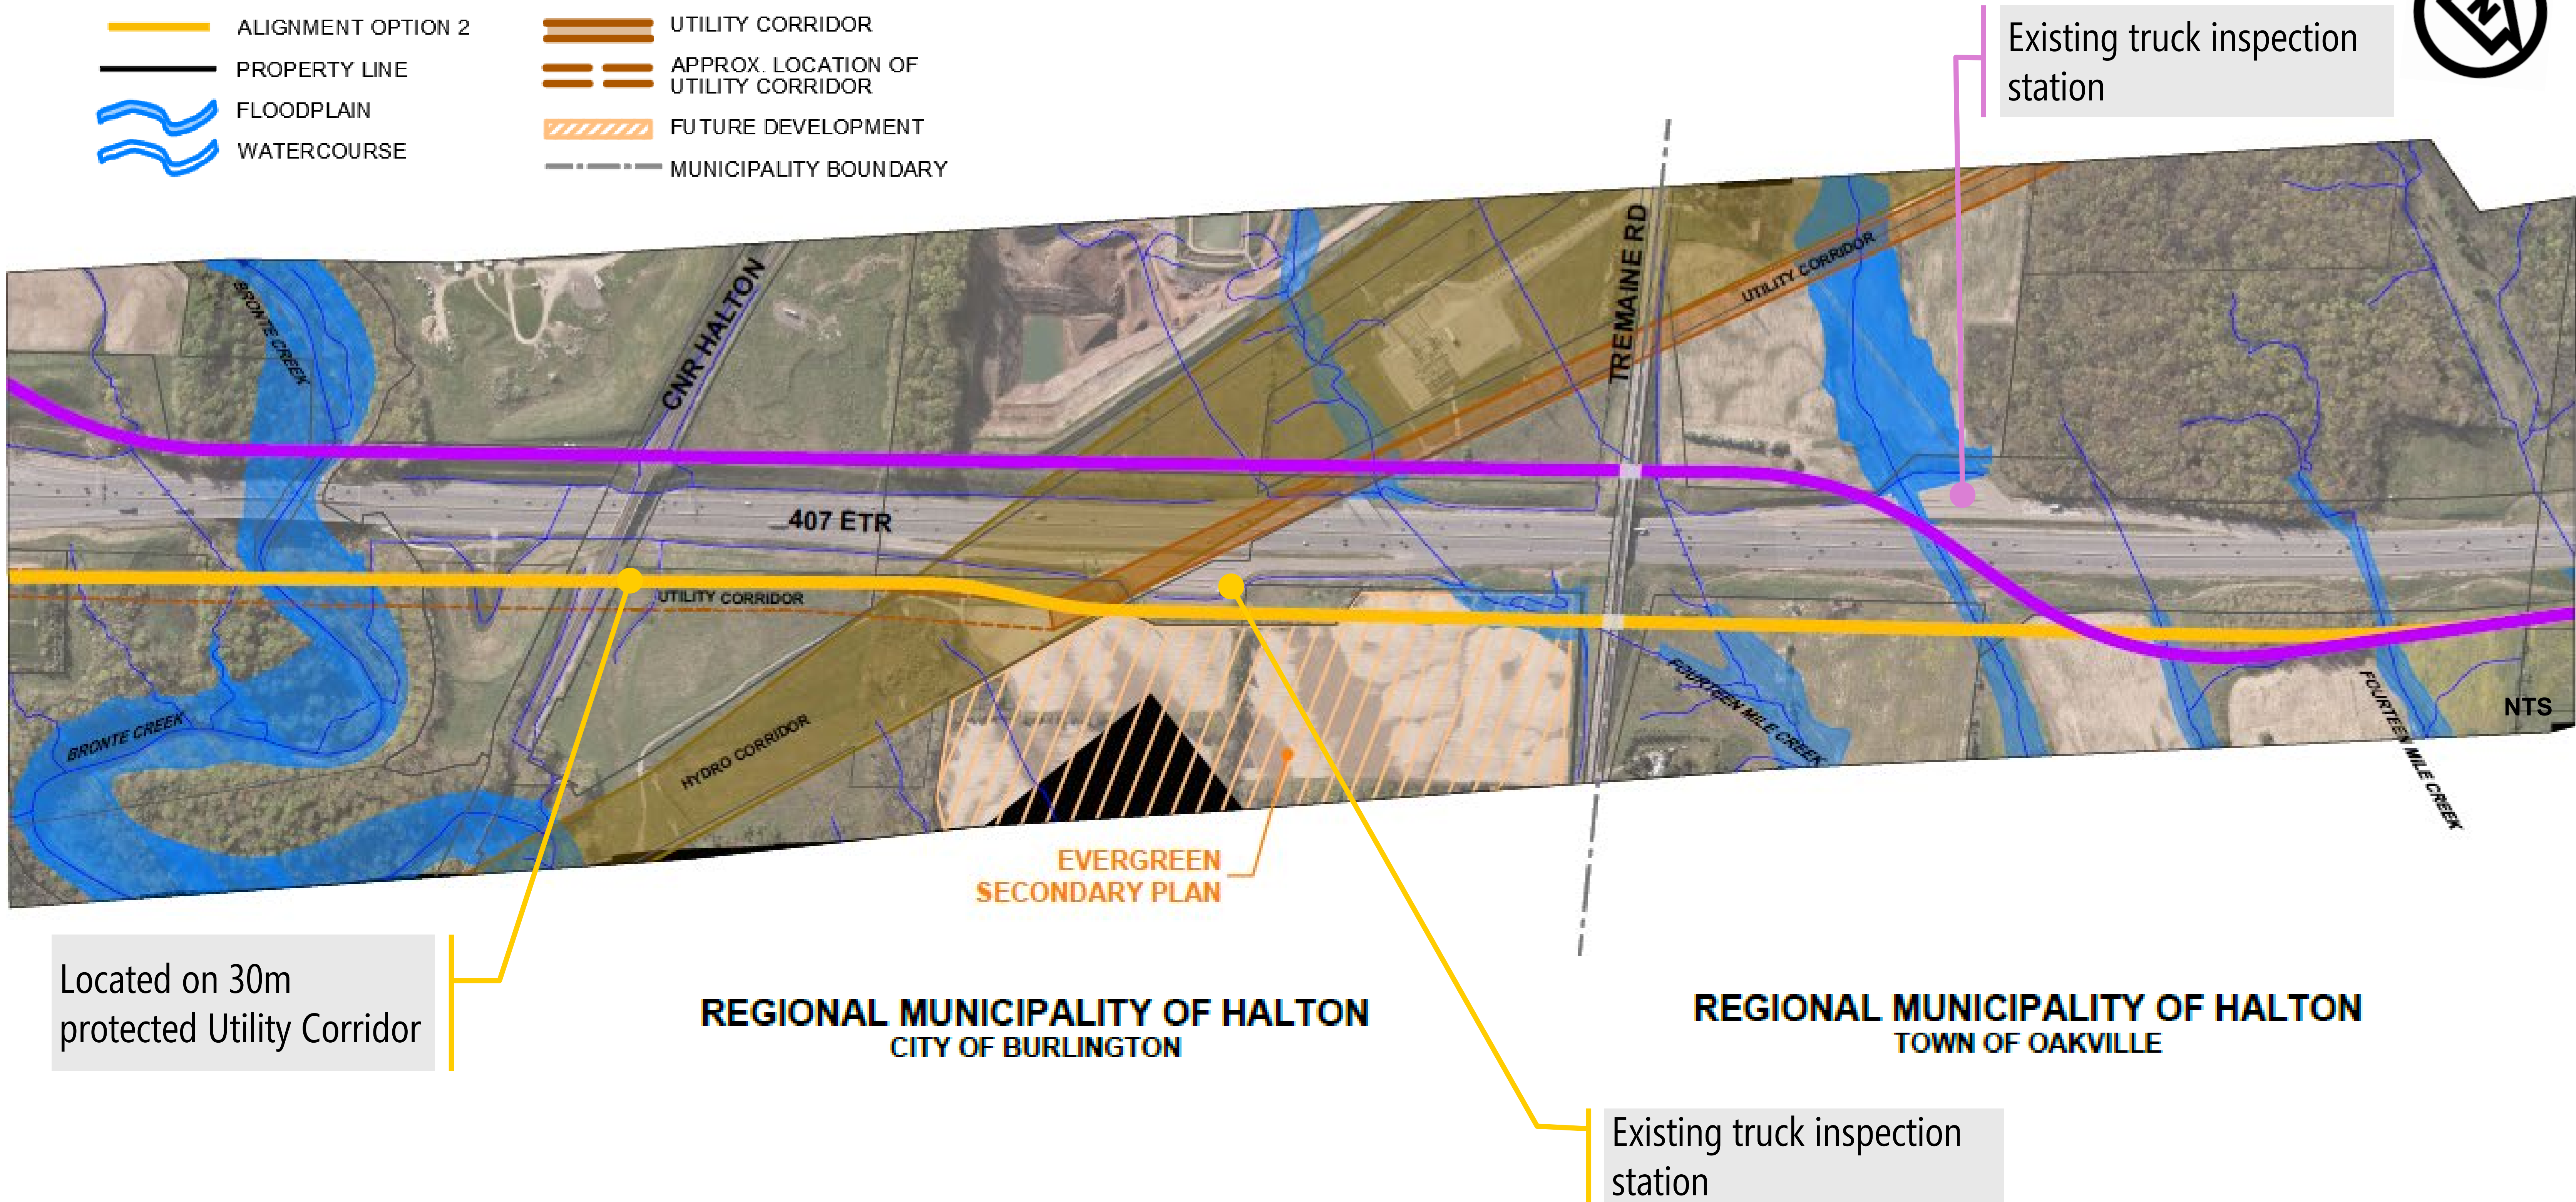 ALIGNMENT OPTION 2
PROPERTY LINE
FLOODPLAIN
WATERCOURSE
UTILITY CORRIDOR
APPROX. LOCATION OF
UTILITY CORRIDOR
FUTURE DEVELOPMENT
MUNICIPALITY BOUNDARY
Existing truck inspection
station
N
BRONTE CREEK
CNR HALTON
TREMAINE RD
UTILITY CORRIDOR
407 ETR
UTILITY CORRIDOR
BRONTE CREEK
HYDRO CORRIDOR
FOURTEEN MILE CREEK
FOURTEEN MILE CREEK
NTS
EVERGREEN
SECONDARY PLAN
Located on 30m
protected Utility Corridor
REGIONAL MUNICIPALITY OF HALTON
CITY OF BURLINGTON
REGIONAL MUNICIPALITY OF HALTON
TOWN OF OAKVILLE
Existing truck inspection
station